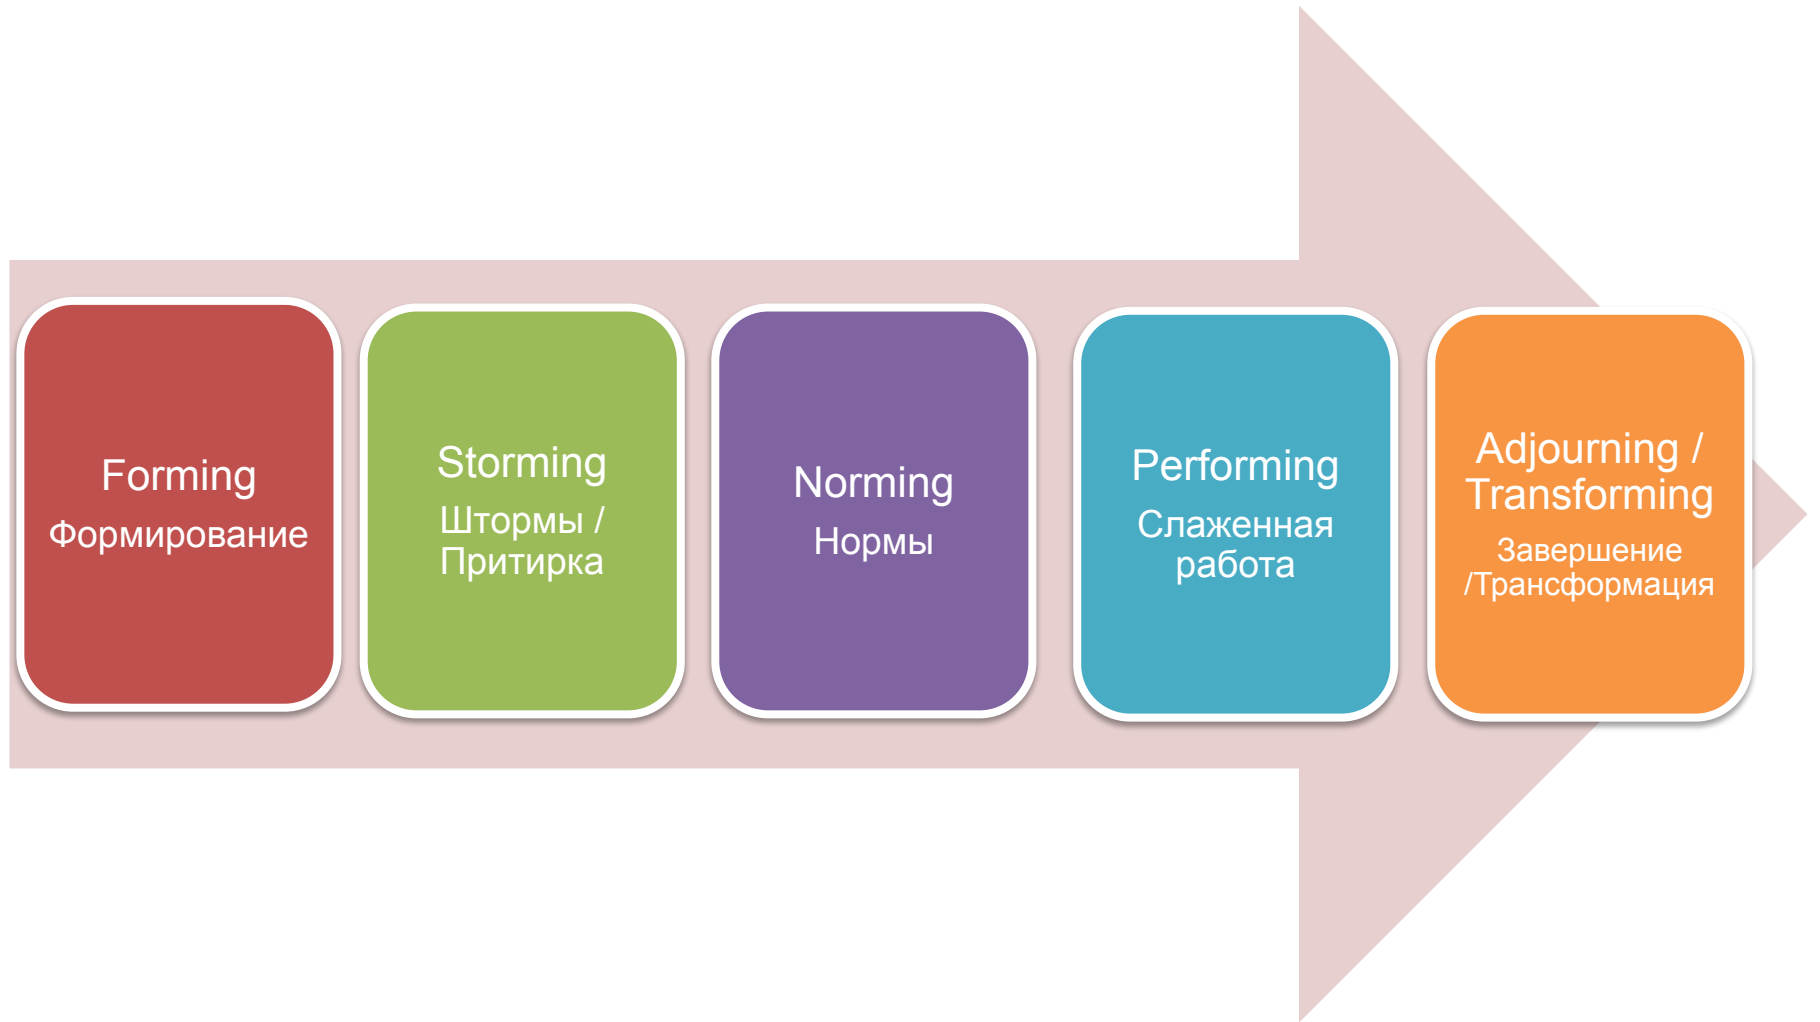 Forming
Формирование
Storming
Штормы /
Притирка
Norming
Нормы
Performing
Слаженная
работа
Adjourning /
Transforming
Завершение
/Трансформация